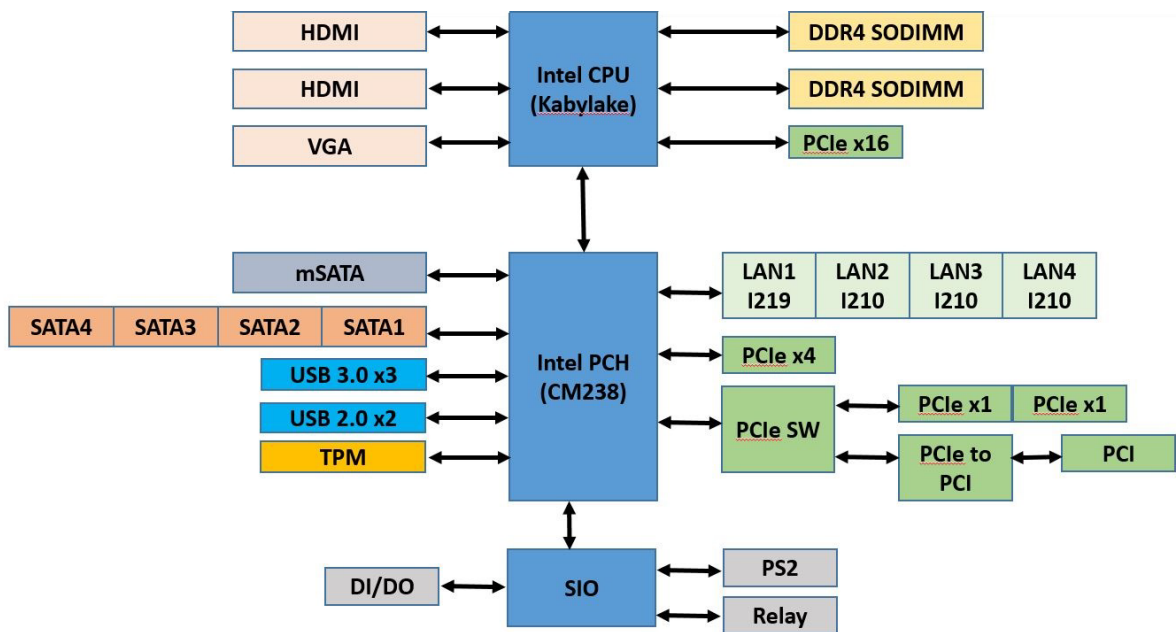 HDMI
HDMI
VGA
Intel CPU
(Kabylake)
DDR4 SODIMM
DDR4 SODIMM
PCIe x16
mSATA
SATA4
SATA3
SATA2
SATA1
USB 3.0 x3
USB 2.0 x2
TPM
Intel PCH
(CM238)
LAN1
I219
LAN2
I210
LAN3
I210
LAN4
I210
PCIe x4
PCIe SW
PCIe x1
PCIe x1
PCIe to
PCI
PCI
DI/DO
SIO
PS2
Relay